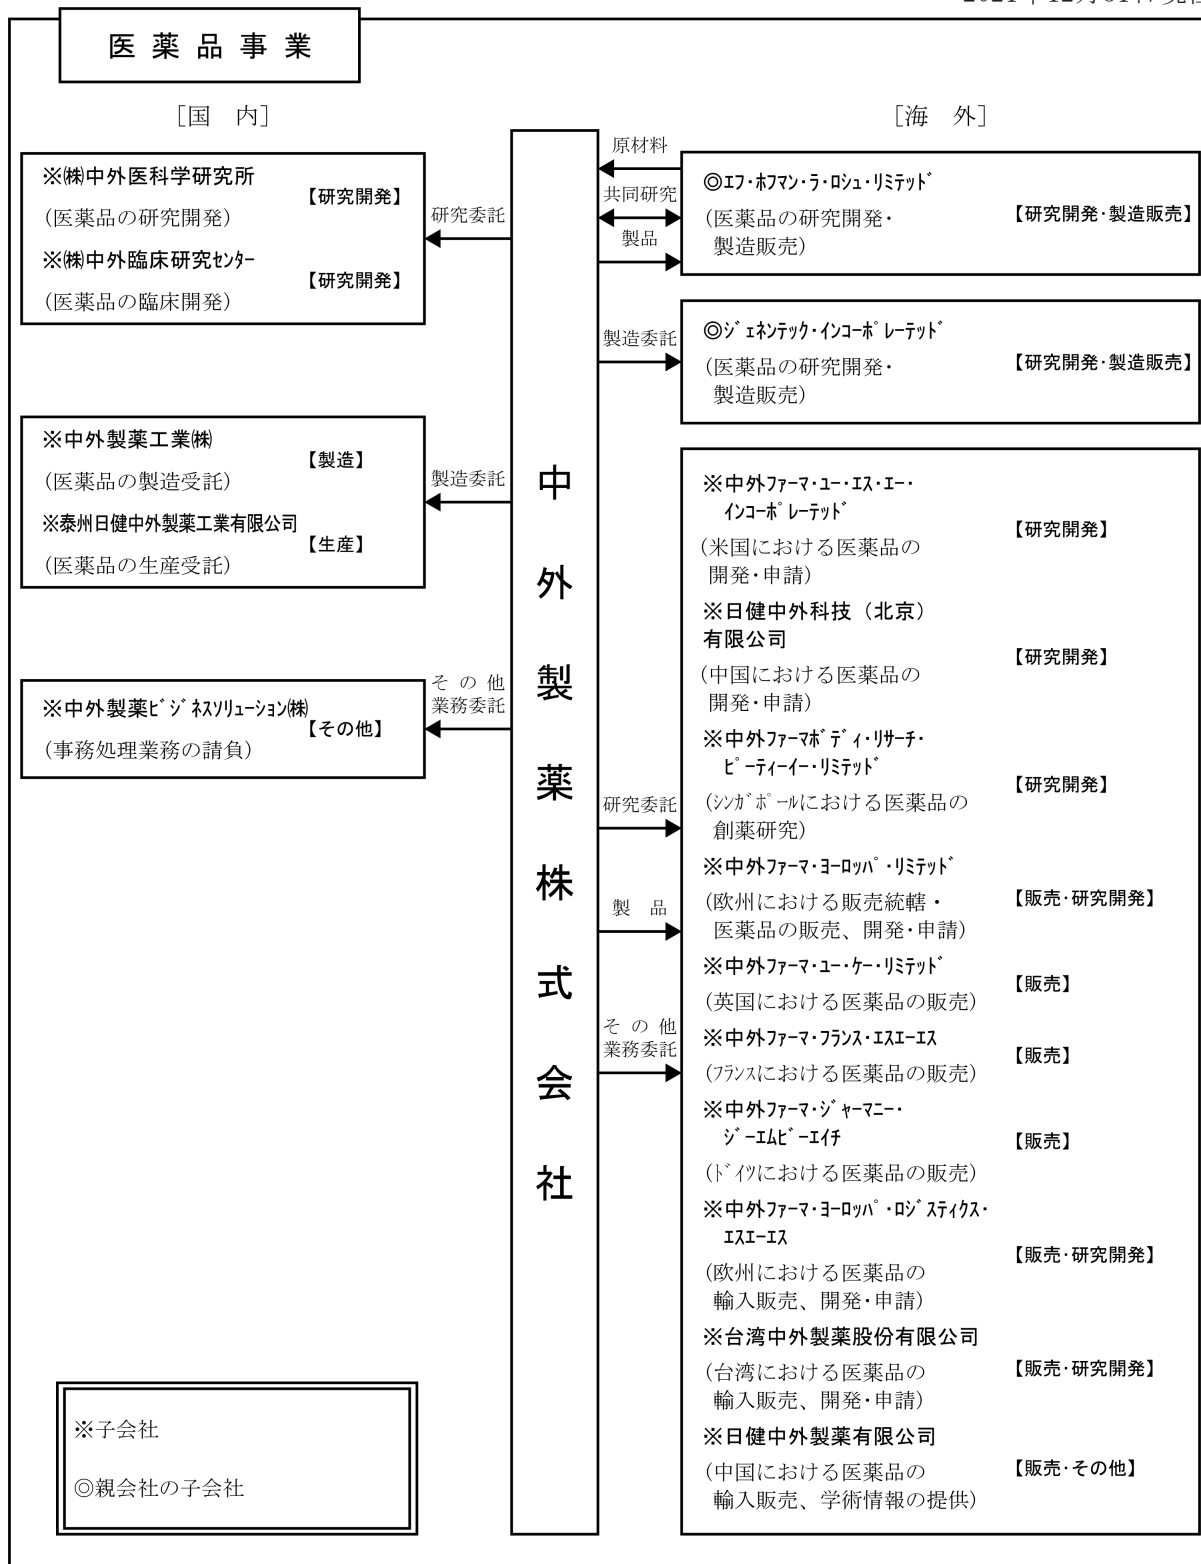 医薬品事業
[国　内]
※㈱中外医科学研究所
【研究開発】
(医薬品の研究開発)
※㈱中外臨床研究ｾﾝﾀｰ
【研究開発】
(医薬品の臨床開発)
研究委託
※中外製薬工業㈱
【製造】
(医薬品の製造受託)
※泰州日健中外製薬工業有限公司
【生産】
(医薬品の生産受託)
製造委託
※中外製薬ﾋﾞｼﾞﾈｽｿﾘｭｰｼｮﾝ㈱
【その他】
(事務処理業務の請負)
その他
業務委託
※子会社
◎親会社の子会社
中外製薬株式会社
[海　外]
原材料
共同研究
製品
◎ｴﾌ･ﾎﾌﾏﾝ･ﾗ･ﾛｼｭ･ﾘﾐﾃｯﾄﾞ
(医薬品の研究開発･
製造販売)
【研究開発･製造販売】
製造委託
◎ｼﾞｪﾈﾝﾃｯｸ･ｲﾝｺｰﾎﾟﾚｰﾃｯﾄﾞ
(医薬品の研究開発･
製造販売)
【研究開発･製造販売】
研究委託
製　品
その他
業務委託
※中外ﾌｧｰﾏ･ﾕｰ･ｴｽ･ｴｰ･
ｲﾝｺｰﾎﾟﾚｰﾃｯﾄﾞ
【研究開発】
(米国における医薬品の
開発･申請)
※日健中外科技（北京）
有限公司
【研究開発】
(中国における医薬品の
開発･申請)
※中外ﾌｧｰﾏﾎﾞﾃﾞｨ･ﾘｻｰﾁ･
ﾋﾟｰﾃｨｰｲｰ･ﾘﾐﾃｯﾄﾞ
【研究開発】
(ｼﾝｶﾞﾎﾟｰﾙにおける医薬品の
創薬研究)
※中外ﾌｧｰﾏ･ﾖｰﾛｯﾊﾟ･ﾘﾐﾃｯﾄﾞ
(欧州における販売統轄・
医薬品の販売、開発･申請)
【販売･研究開発】
※中外ﾌｧｰﾏ･ﾕｰ･ｹｰ･ﾘﾐﾃｯﾄﾞ
【販売】
(英国における医薬品の販売)
※中外ﾌｧｰﾏ･ﾌﾗﾝｽ･ｴｽｴｰｴｽ
【販売】
(ﾌﾗﾝｽにおける医薬品の販売)
※中外ﾌｧｰﾏ･ｼﾞｬｰﾏﾆｰ･
ｼﾞｰｴﾑﾋﾞｰｴｲﾁ
【販売】
(ﾄﾞｲﾂにおける医薬品の販売)
※中外ﾌｧｰﾏ･ﾖｰﾛｯﾊﾟ･ﾛｼﾞｽﾃｨｸｽ･
ｴｽｴｰｴｽ
【販売･研究開発】
(欧州における医薬品の
輸入販売、開発･申請)
※台湾中外製薬股份有限公司
(台湾における医薬品の
輸入販売、開発･申請)
【販売･研究開発】
※日健中外製薬有限公司
(中国における医薬品の
輸入販売、学術情報の提供)
【販売･その他】